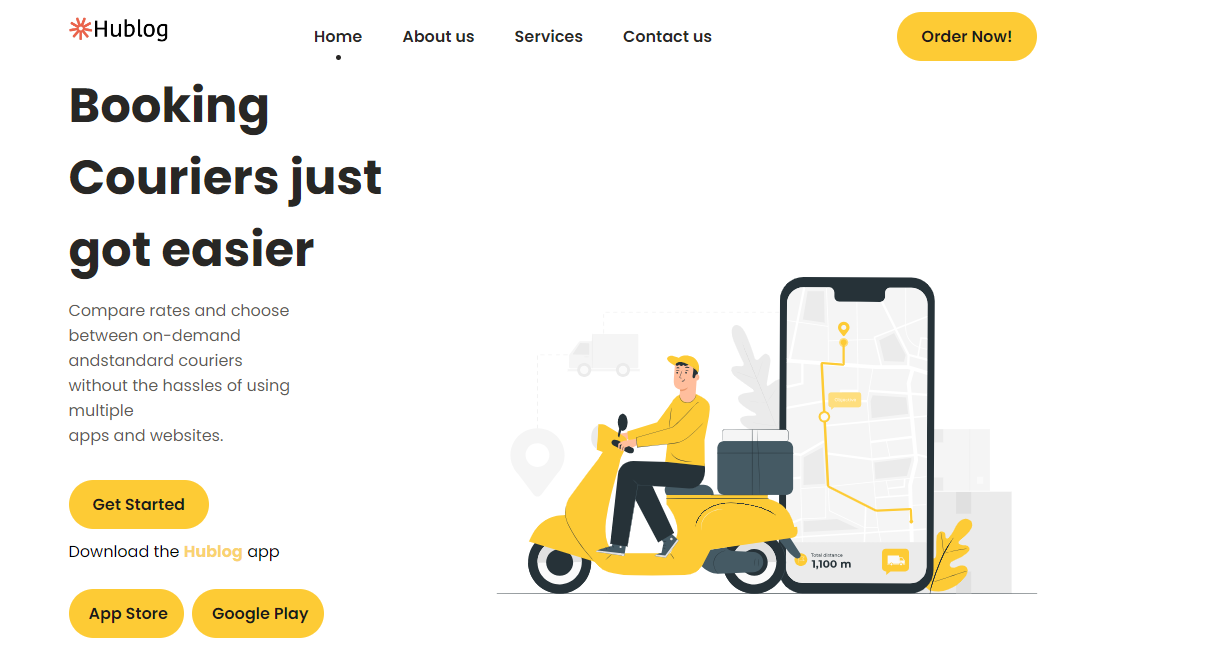 Hublog
Home
About us
Services
Contact us
Order Now!
Booking
Couriers just
got easier
Compare rates and choose
between on-demand
andstandard couriers
without the hassles of using
multiple
apps and websites.
Get Started
Download the Hublog app
App Store
Google Play
Total distance
1,100 m